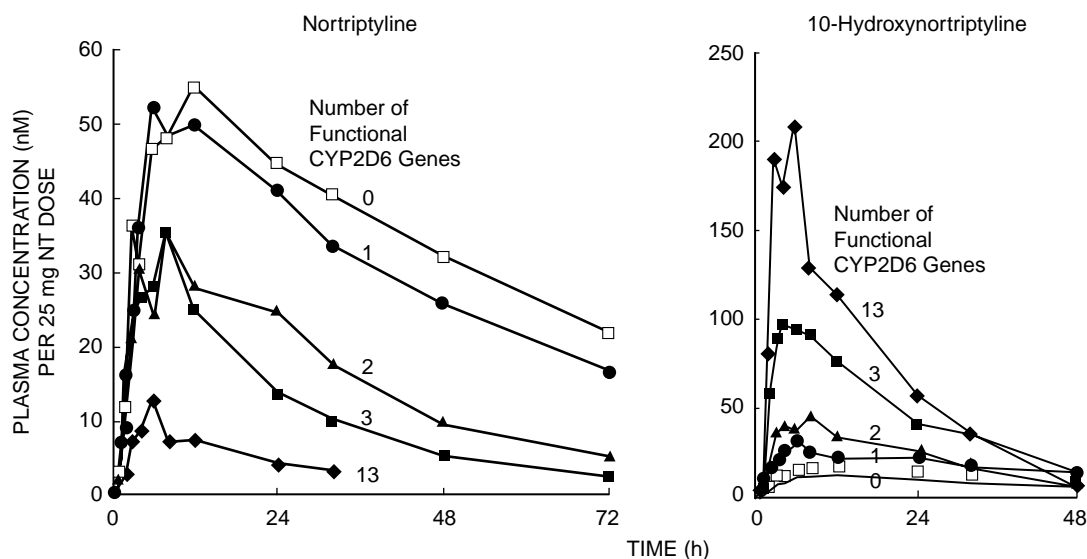 Nortriptyline
10-Hydroxynortriptyline
PLASMA CONCENTRATION (nM)
PER 25 mg NT DOSE
60
50
40
30
20
10
0
Number of
Functional
CYP2D6 Genes
0
1
2
3
13
0
24
48
72
250
200
150
100
50
0
Number of
Functional
CYP2D6 Genes
13
3
2
1
0
0
24
48
TIME (h)